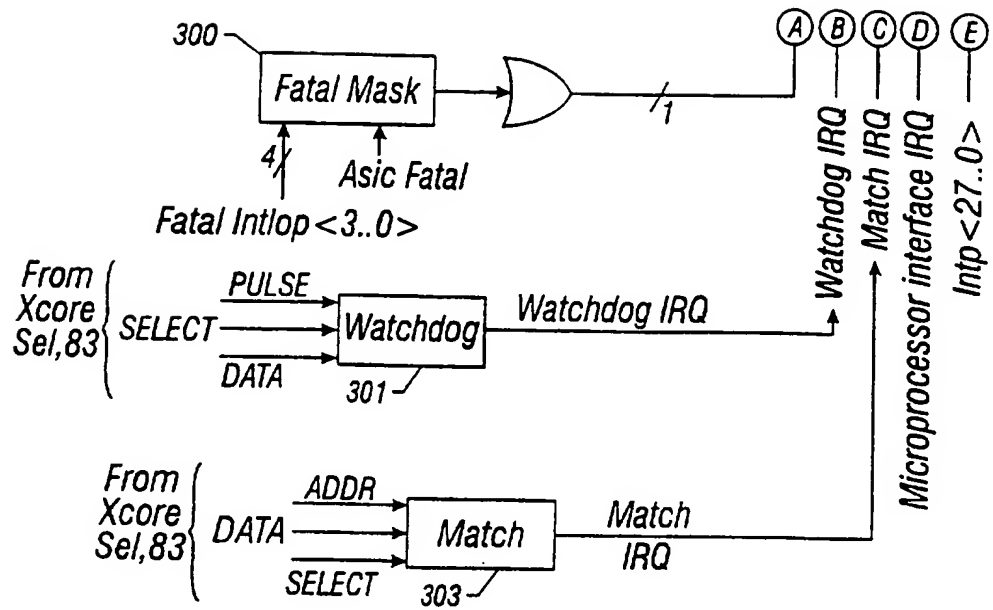 300
A B C D E
Fatal Mask
1
4
Asic Fatal
Fatal Intlop<3..0>
Watchdog IRQ
Match IRQ
Microprocessor interface IRQ
Intp<27..0>
From
Xcore
Sel,83
PULSE
SELECT
DATA
Watchdog
Watchdog IRQ
301
From
Xcore
Sel,83
ADDR
DATA
SELECT
Match
Match
IRQ
303